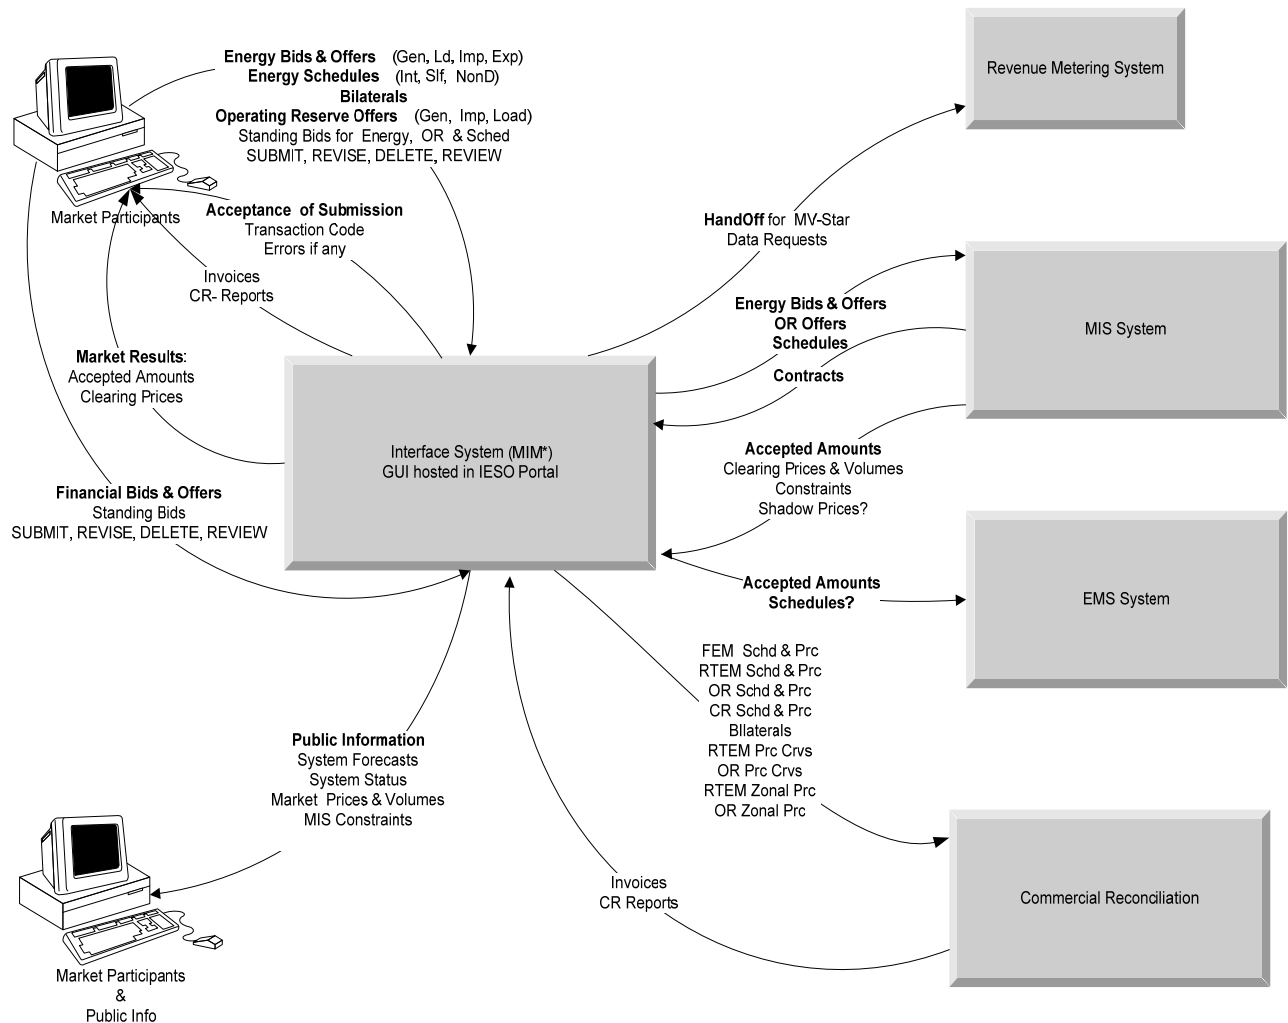 Energy Bids & Offers (Gen, Ld, Imp, Exp)
Energy Schedules (Int, Slf, NonD)
Bilaterals
Operating Reserve Offers (Gen, Imp, Load)
Standing Bids for Energy, OR & Sched
SUBMIT, REVISE, DELETE, REVIEW
Revenue Metering System
Market Participants
Acceptance of Submission
Transaction Code
Errors if any
HandOff for MV-Star
Data Requests
Invoices
CR- Reports
Energy Bids & Offers
OR Offers
Schedules
MIS System
Market Results:
Accepted Amounts
Clearing Prices
Contracts
Interface System (MIM*)
GUI hosted in IESO Portal
Accepted Amounts
Clearing Prices & Volumes
Constraints
Shadow Prices?
Financial Bids & Offers
Standing Bids
SUBMIT, REVISE, DELETE, REVIEW
Accepted Amounts
Schedules?
EMS System
FEM Schd & Prc
RTEM Schd & Prc
OR Schd & Prc
CR Schd & Prc
BIlaterals
RTEM Prc Crvs
OR Prc Crvs
RTEM Zonal Prc
OR Zonal Prc
Public Information
System Forecasts
System Status
Market Prices & Volumes
MIS Constraints
Invoices
CR Reports
Commercial Reconciliation
Market Participants
&
Public Info